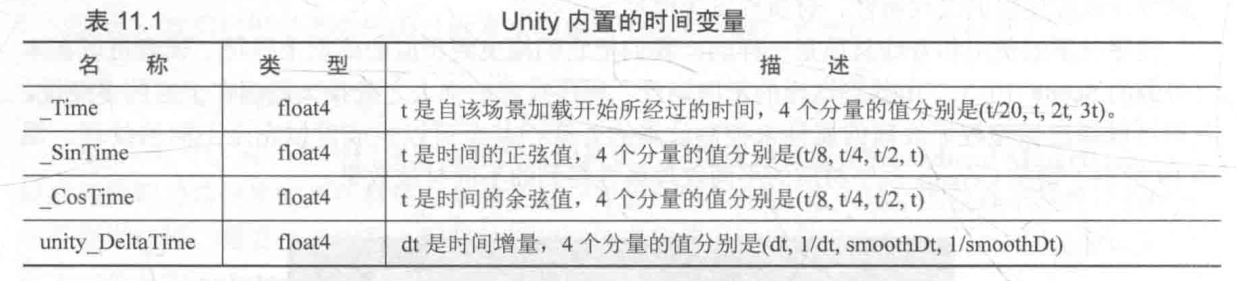 表 11.1 Unity 内置的时间变量
名 称 类 型 描 述
_Time float4 t 是自该场景加载开始所经过的时间，4 个分量的值分别是(t/20, t, 2t, 3t)。
_SinTime float4 t 是时间的正弦值，4 个分量的值分别是(t/8, t/4, t/2, t)
_CosTime float4 t 是时间的余弦值，4 个分量的值分别是(t/8, t/4, t/2, t)
unity_DeltaTime float4 dt 是时间增量，4 个分量的值分别是(dt, 1/dt, smoothDt, 1/smoothDt)